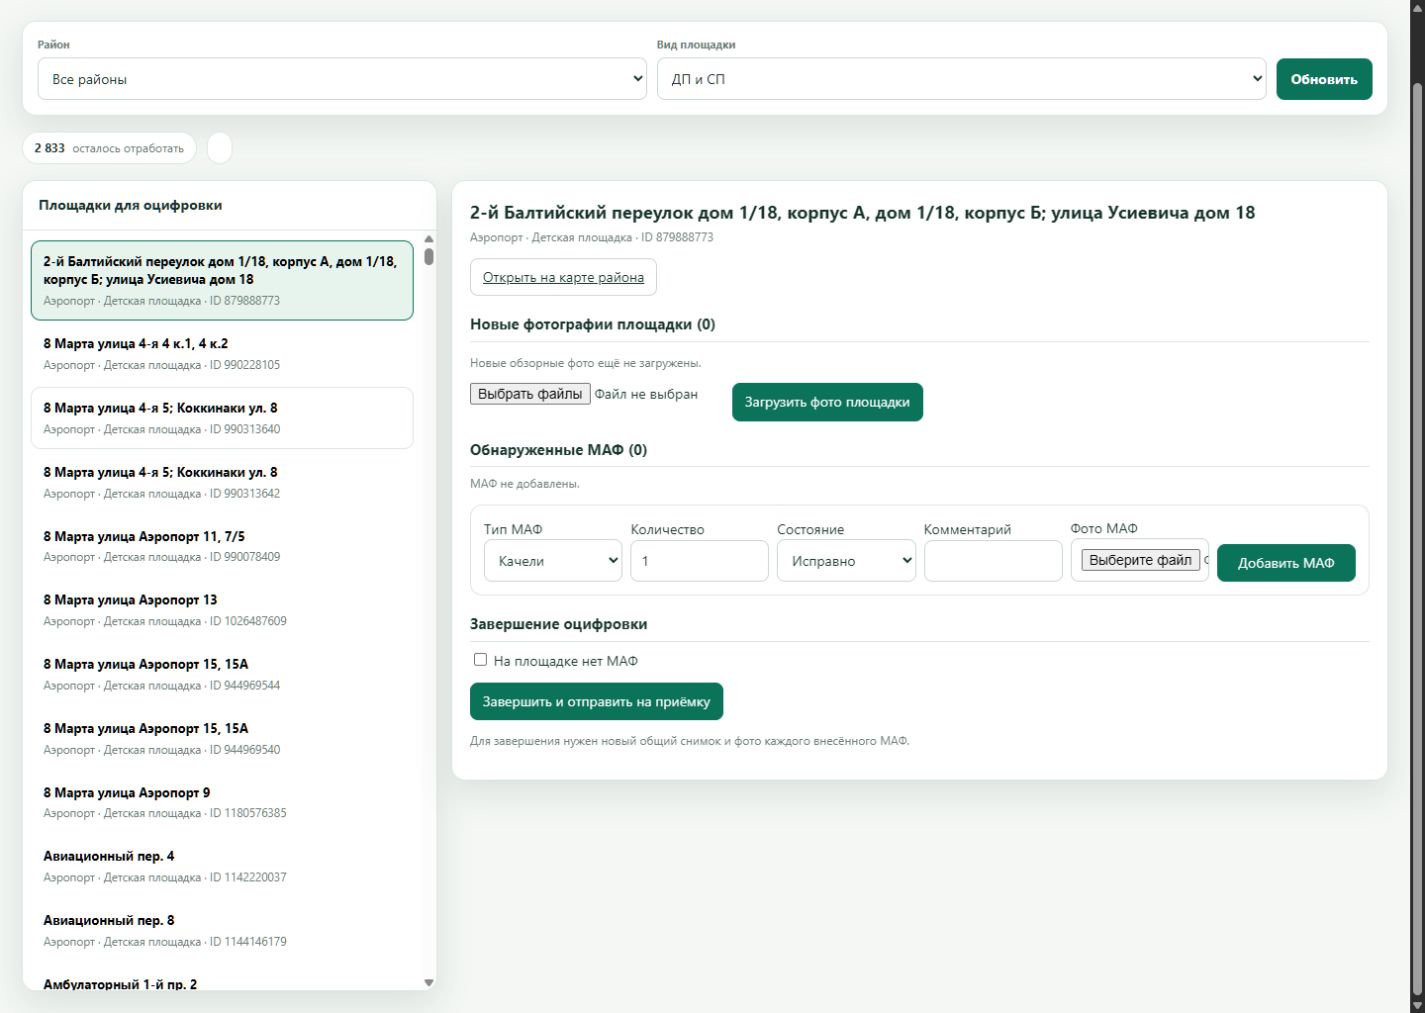 Район
Вид площадки
Все районы
ДП и СП
Обновить
2 833 осталось отработать
Площадки для оцифровки
2-й Балтийский переулок дом 1/18, корпус А, дом 1/18,
корпус Б; улица Усиевича дом 18
Аэропорт · Детская площадка · ID 879888773
8 Марта улица 4-я 4 к.1, 4 к.2
Аэропорт · Детская площадка · ID 990228105
8 Марта улица 4-я 5; Коккинаки ул. 8
Аэропорт · Детская площадка · ID 990313640
8 Марта улица 4-я 5; Коккинаки ул. 8
Аэропорт · Детская площадка · ID 990313642
8 Марта улица Аэропорт 11, 7/5
Аэропорт · Детская площадка · ID 990078409
8 Марта улица Аэропорт 13
Аэропорт · Детская площадка · ID 1026487609
8 Марта улица Аэропорт 15, 15А
Аэропорт · Детская площадка · ID 944969544
8 Марта улица Аэропорт 15, 15А
Аэропорт · Детская площадка · ID 944969540
8 Марта улица Аэропорт 9
Аэропорт · Детская площадка · ID 1180576385
Авиационный пер. 4
Аэропорт · Детская площадка · ID 1142220037
Авиационный пер. 8
Аэропорт · Детская площадка · ID 1144146179
Амбулаторный 1-й пр. 2
2-й Балтийский переулок дом 1/18, корпус А, дом 1/18, корпус Б; улица Усиевича дом 18
Аэропорт · Детская площадка · ID 879888773
Открыть на карте района
Новые фотографии площадки (0)
Новые обзорные фото ещё не загружены.
Выбрать файлы Файл не выбран
Загрузить фото площадки
Обнаруженные МАФ (0)
МАФ не добавлены.
Тип МАФ
Количество
Состояние
Комментарий
Фото МАФ
Качели
1
Исправно
Выберите файл
Добавить МАФ
Завершение оцифровки
На площадке нет МАФ
Завершить и отправить на приёмку
Для завершения нужен новый общий снимок и фото каждого внесённого МАФ.